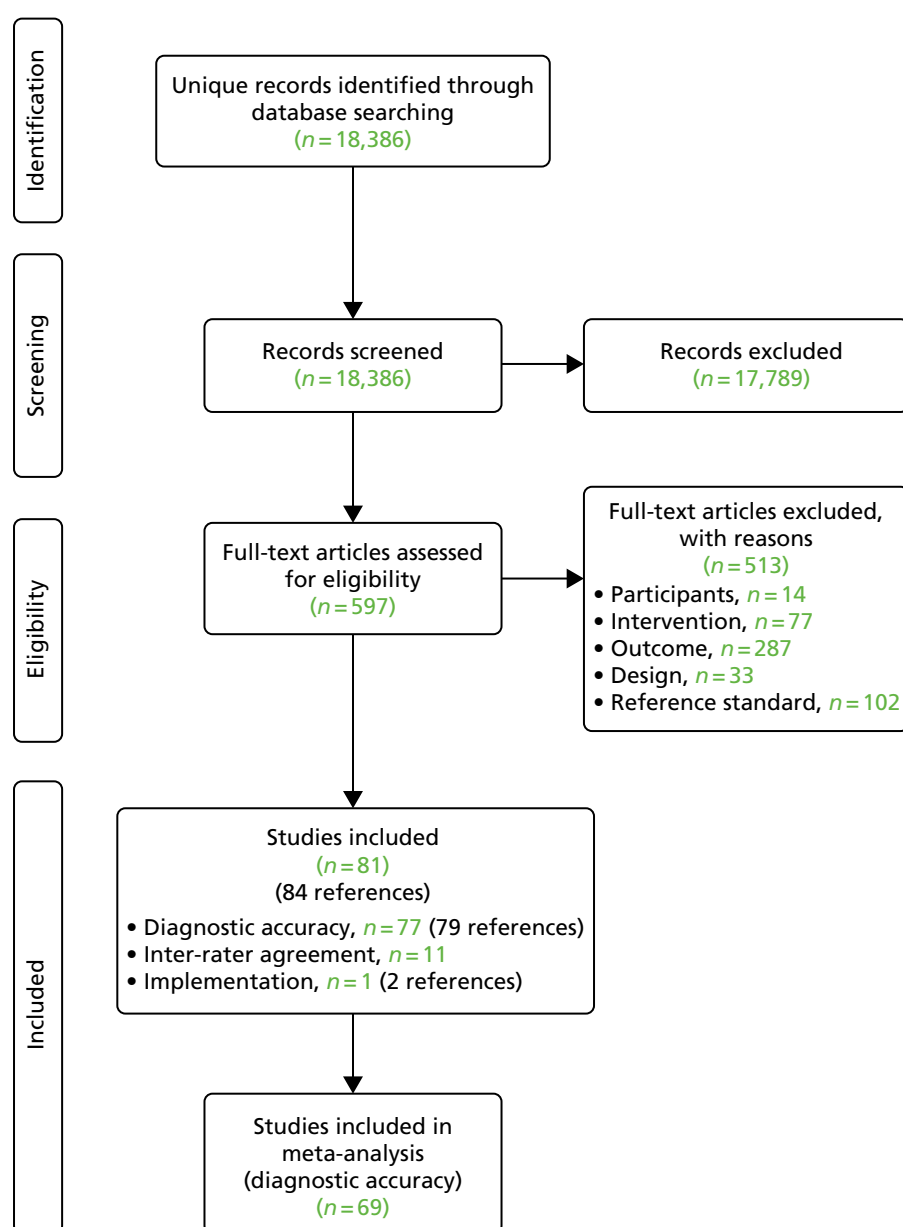 Identification
Unique records identified through
database searching
(n = 18,386)
Screening
Records screened
(n = 18,386)
Records excluded
(n = 17,789)
Eligibility
Full-text articles assessed
for eligibility
(n = 597)
Full-text articles excluded,
with reasons
(n = 513)
• Participants, n = 14
• Intervention, n = 77
• Outcome, n = 287
• Design, n = 33
• Reference standard, n = 102
Included
Studies included
(n = 81)
(84 references)
• Diagnostic accuracy, n = 77 (79 references)
• Inter-rater agreement, n = 11
• Implementation, n = 1 (2 references)
Studies included in
meta-analysis
(diagnostic accuracy)
(n = 69)